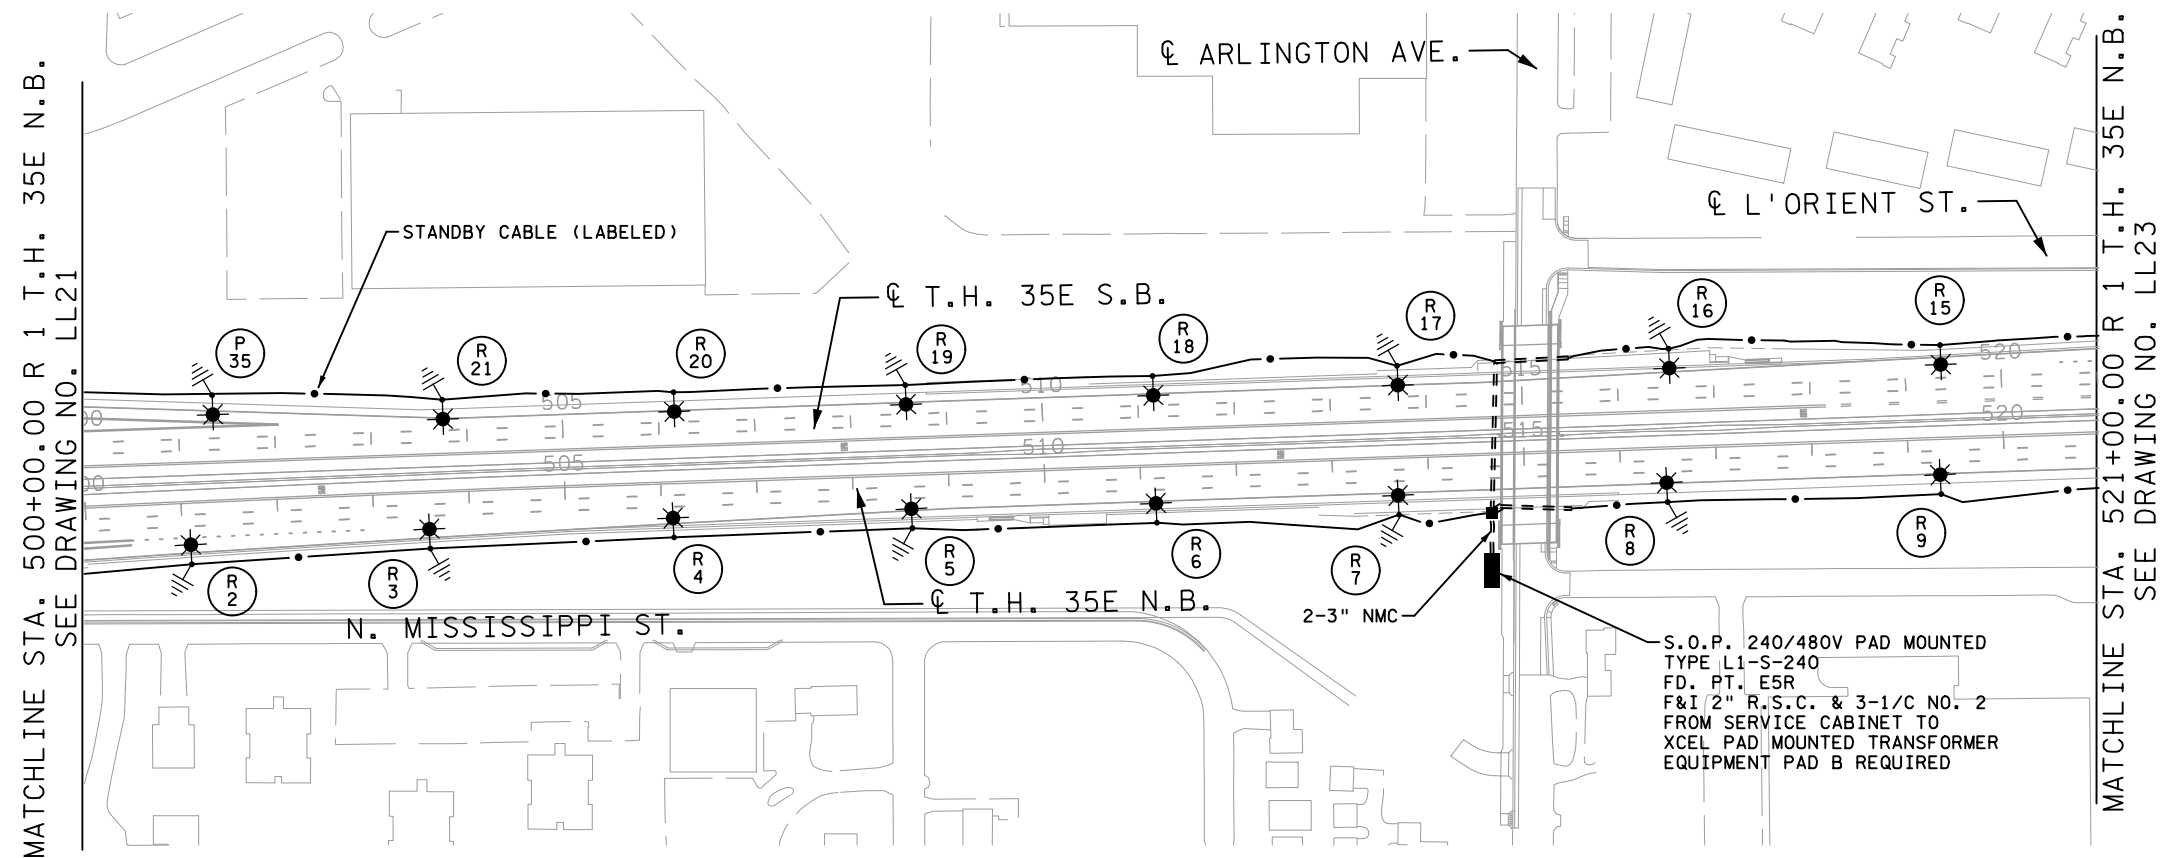 MATCHLINE STA. 500+00.00 R 1 T.H. 35E N.B.
SEE DRAWING NO. LL21
℄ ARLINGTON AVE.
℄ L'ORIENT ST.
STANDBY CABLE (LABELED)
℄ T.H. 35E S.B.
P
35
R
21
R
20
R
19
R
18
R
17
R
16
R
15
505
510
515
520
00
505
510
515
520
00
R
2
R
3
R
4
R
5
R
6
R
7
R
8
R
9
℄ T.H. 35E N.B.
N. MISSISSIPPI ST.
2-3" NMC
S.O.P. 240/480V PAD MOUNTED
TYPE L1-S-240
FD. PT. E5R
F&I 2" R.S.C. & 3-1/C NO. 2
FROM SERVICE CABINET TO
XCEL PAD MOUNTED TRANSFORMER
EQUIPMENT PAD B REQUIRED
MATCHLINE STA. 521+00.00 R 1 T.H. 35E N.B.
SEE DRAWING NO. LL23